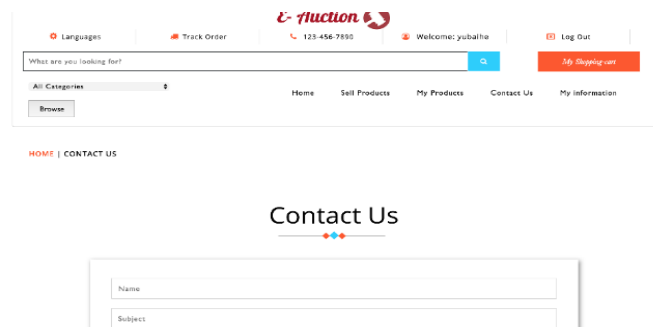 E- Auction
Languages Track Order 123-456-7890 Welcome: yubaihe Log Out
What are you looking for? My Shopping cart
All Categories
Home Sell Products My Products Contact Us My information
Browse
HOME | CONTACT US
Contact Us
Name
Subject